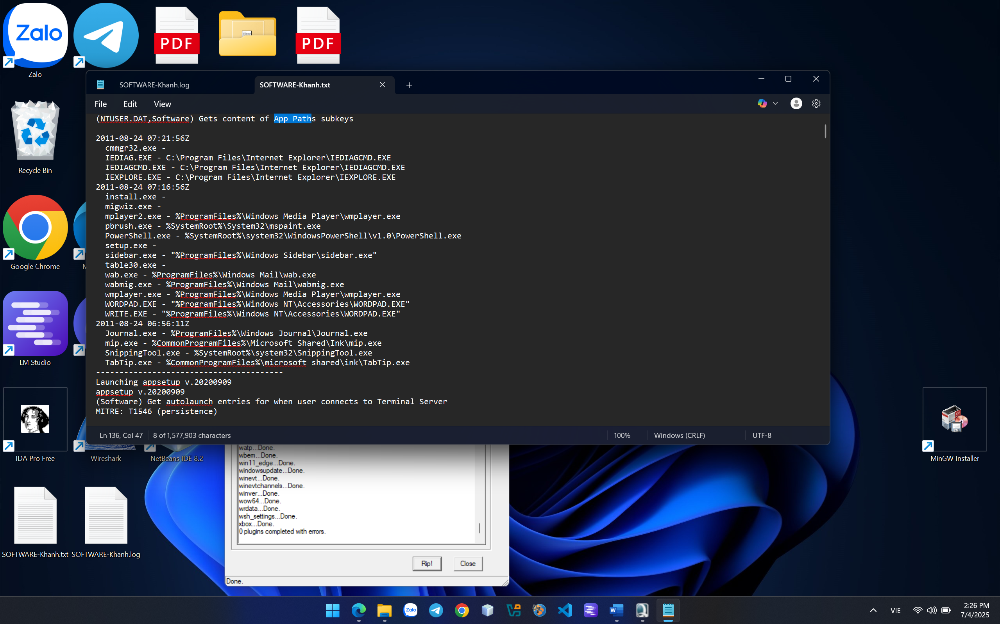 Zalo
PDF
PDF
Zalo
SOFTWARE-Khanh.log
SOFTWARE-Khanh.txt
File
Edit
View
(NTUSER.DAT,Software) Gets content of App Paths subkeys
2011-08-24 07:21:56Z
cmmgr32.exe -
IEDIAG.EXE - C:\Program Files\Internet Explorer\IEDIAGCMD.EXE
IEDIAGCMD.EXE - C:\Program Files\Internet Explorer\IEDIAGCMD.EXE
IEXPLORE.EXE - C:\Program Files\Internet Explorer\IEXPLORE.EXE
2011-08-24 07:16:56Z
install.exe -
migwiz.exe -
mplayer2.exe - %ProgramFiles%\Windows Media Player\wmplayer.exe
pbrush.exe - %SystemRoot%\System32\mspaint.exe
PowerShell.exe - %SystemRoot%\system32\WindowsPowerShell\v1.0\PowerShell.exe
setup.exe -
sidebar.exe - "%ProgramFiles%\Windows Sidebar\sidebar.exe"
table30.exe -
wab.exe - %ProgramFiles%\Windows Mail\wab.exe
wabmig.exe - %ProgramFiles%\Windows Mail\wabmig.exe
wmplayer.exe - %ProgramFiles%\Windows Media Player\wmplayer.exe
WORDPAD.EXE - "%ProgramFiles%\Windows NT\Accessories\WORDPAD.EXE"
WRITE.EXE - "%ProgramFiles%\Windows NT\Accessories\WORDPAD.EXE"
2011-08-24 06:56:11Z
Journal.exe - %ProgramFiles%\Windows Journal\Journal.exe
mip.exe - %CommonProgramFiles%\Microsoft Shared\Ink\mip.exe
SnippingTool.exe - %SystemRoot%\system32\SnippingTool.exe
TabTip.exe - %CommonProgramFiles%\microsoft shared\ink\TabTip.exe
----------------------------------------
Launching appsetup v.20200909
appsetup v.20200909
(Software) Get autolaunch entries for when user connects to Terminal Server
MITRE: T1546 (persistence)
Ln 136, Col 47
8 of 1,577,903 characters
100%
Windows (CRLF)
UTF-8
Recycle Bin
Google Chrome
LM Studio
IDA Pro Free
Wireshark
NetBeans IDE 8.2
MinGW Installer
watp...Done.
wbem...Done.
win11_edge...Done.
windowsupdate...Done.
winevt...Done.
winevtchannels...Done.
winver...Done.
wow64...Done.
wrdata...Done.
wsh_settings...Done.
xbox...Done.
0 plugins completed with errors.
Rip!
Close
Done.
SOFTWARE-Khanh.txt
SOFTWARE-Khanh.log
Zalo
W
VIE
2:26 PM
7/4/2025